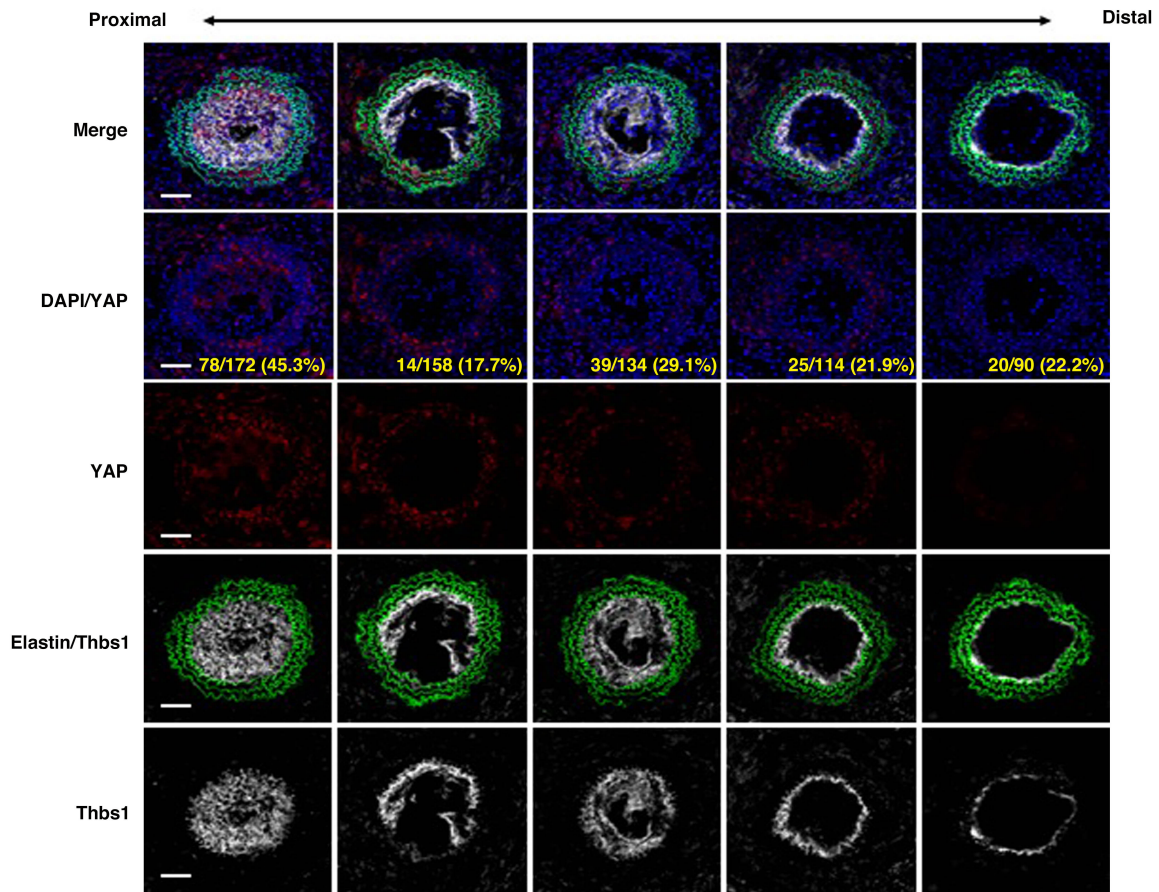 Proximal
Distal
Merge
DAPI/YAP
78/172 (45.3%)
14/158 (17.7%)
39/134 (29.1%)
25/114 (21.9%)
20/90 (22.2%)
YAP
Elastin/Thbs1
Thbs1